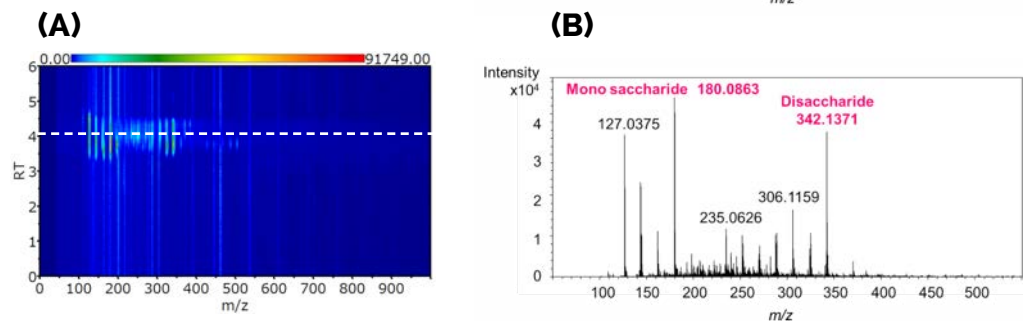 m/z
(A)
(B)
0.00
91749.00
6
5
4
3
2
1
0
RT
0 100 200 300 400 500 600 700 800 900
m/z
Intensity
x10⁴
4
3
2
1
0
Mono saccharide 180.0863
Disaccharide
342.1371
127.0375
306.1159
235.0626
100 150 200 250 300 350 400 450 500
m/z